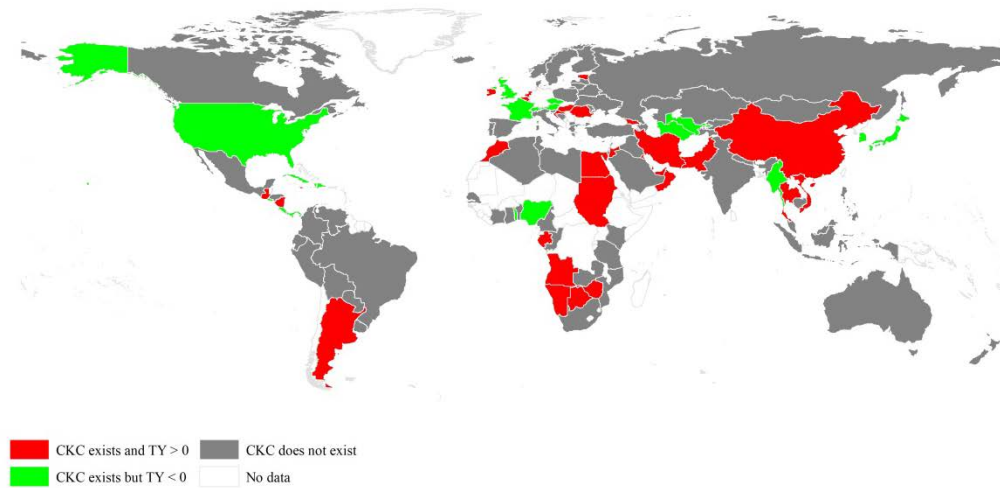 CKC exists and TY > 0
CKC does not exist
CKC exists but TY < 0
No data